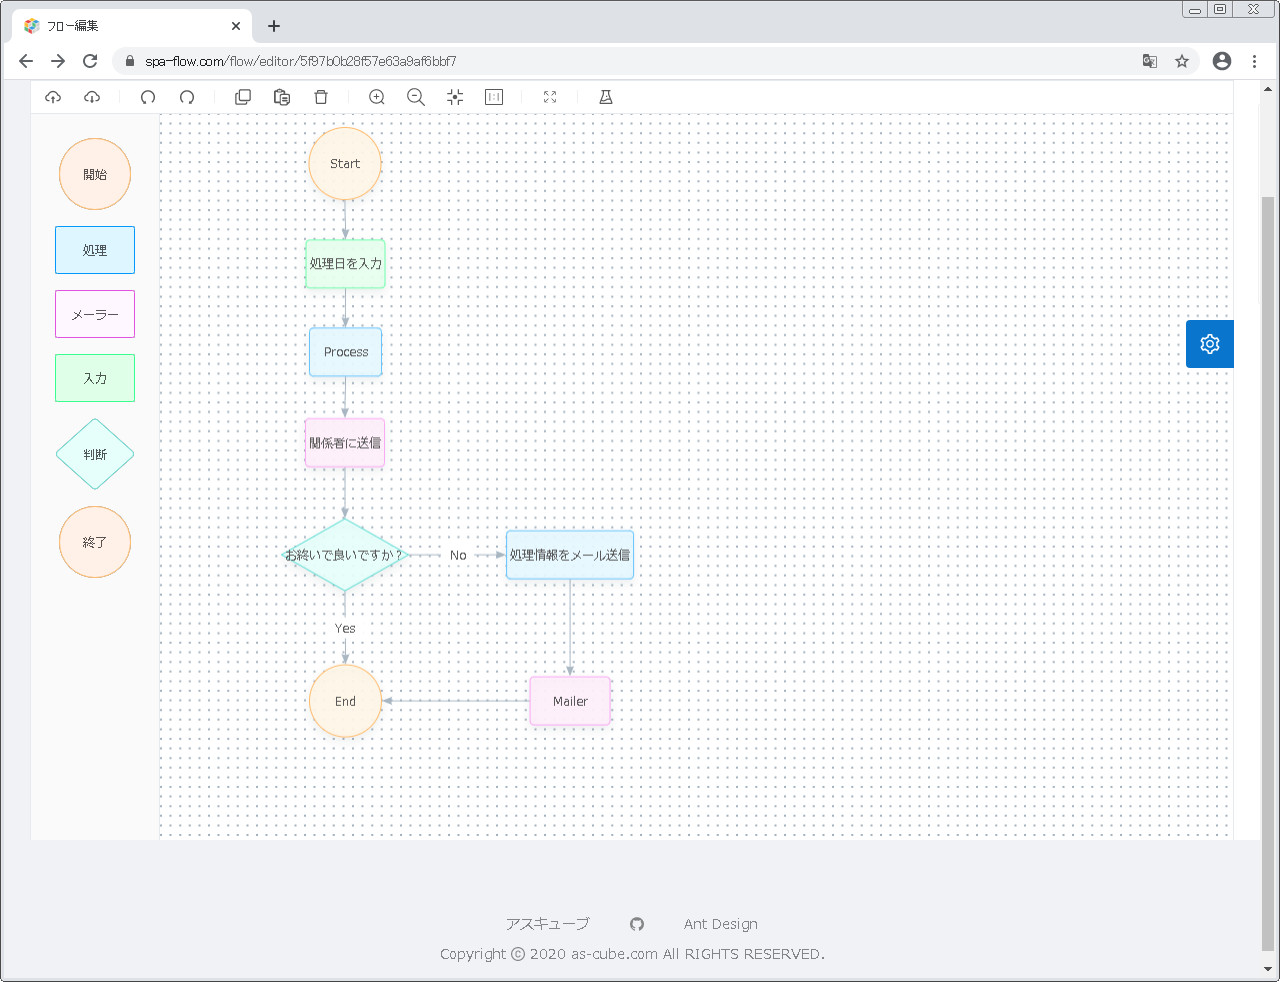 フロー編集
spa-flow.com/flow/editor/5f97b0b28f57e63a9af6bbf7
1:1
開始
処理
メーラー
入力
判断
終了
Start
処理日を入力
Process
関係者に送信
お終いで良いですか？
No
処理情報をメール送信
Yes
End
Mailer
アスキューブ
Ant Design
Copyright © 2020 as-cube.com All RIGHTS RESERVED.